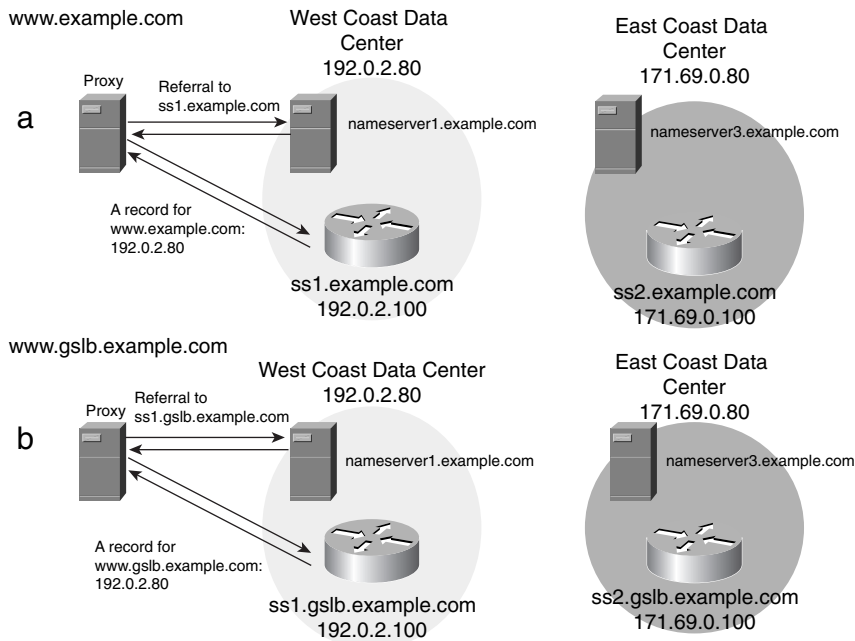 www.example.com
West Coast Data
Center
192.0.2.80
East Coast Data
Center
171.69.0.80
Proxy
Referral to
ss1.example.com
a
nameserver1.example.com
nameserver3.example.com
A record for
www.example.com:
192.0.2.80
ss1.example.com
192.0.2.100
ss2.example.com
171.69.0.100
www.gslb.example.com
West Coast Data Center
192.0.2.80
East Coast Data
Center
171.69.0.80
Proxy
Referral to
ss1.gslb.example.com
b
nameserver1.example.com
nameserver3.example.com
A record for
www.gslb.example.com:
192.0.2.80
ss1.gslb.example.com
192.0.2.100
ss2.gslb.example.com
171.69.0.100